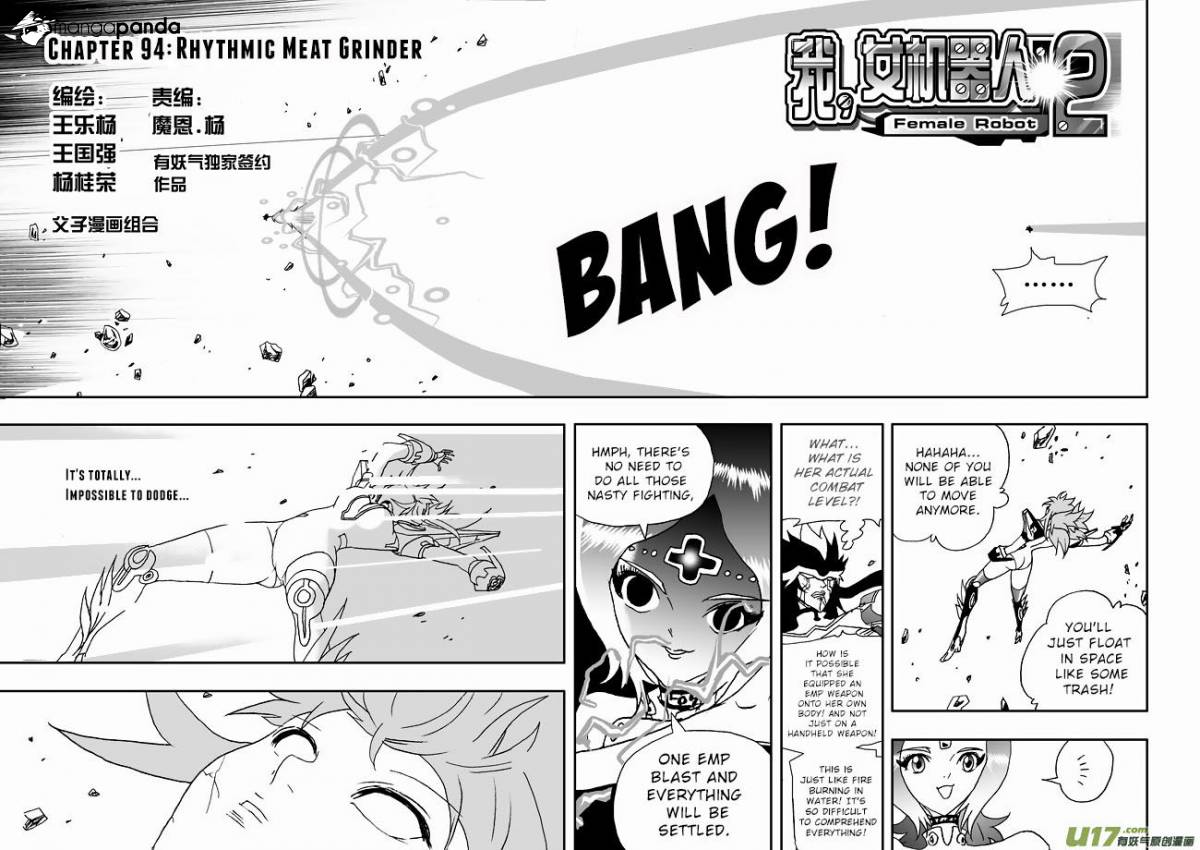 mangapanda
CHAPTER 94: RHYTHMIC MEAT GRINDER
编绘:
王乐杨
王国强
杨桂荣
父子漫画组合
责编:
魔恩.杨
有妖气独家签约
作品
我,女机器人2
Female Robot
BANG!
......
HAHAHA...
NONE OF YOU
WILL BE ABLE
TO MOVE
ANYMORE.
YOU'LL
JUST FLOAT
IN SPACE
LIKE SOME
TRASH!
WHAT...
WHAT IS
HER ACTUAL
COMBAT
LEVEL?!
HOW IS
IT POSSIBLE
THAT SHE
EQUIPPED AN
EMP WEAPON
ONTO HER OWN
BODY! AND NOT
JUST ON A
HANDHELD WEAPON!
THIS IS
JUST LIKE FIRE
BURNING IN
WATER! IT'S
SO DIFFICULT
TO COMPREHEND
EVERYTHING!
HMPH, THERE'S
NO NEED TO
DO ALL THOSE
NASTY FIGHTING,
ONE EMP
BLAST AND
EVERYTHING
WILL BE
SETTLED.
IT'S TOTALLY...
IMPOSSIBLE TO DODGE...
...
U17.com
有妖气原创漫画